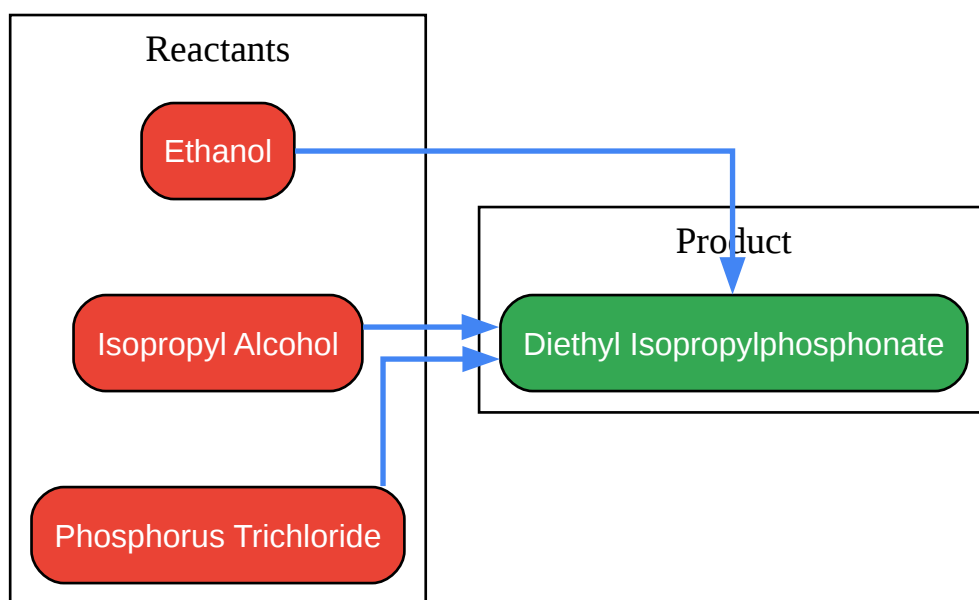 Reactants
Ethanol
Product
Isopropyl Alcohol
Diethyl Isopropylphosphonate
Phosphorus Trichloride